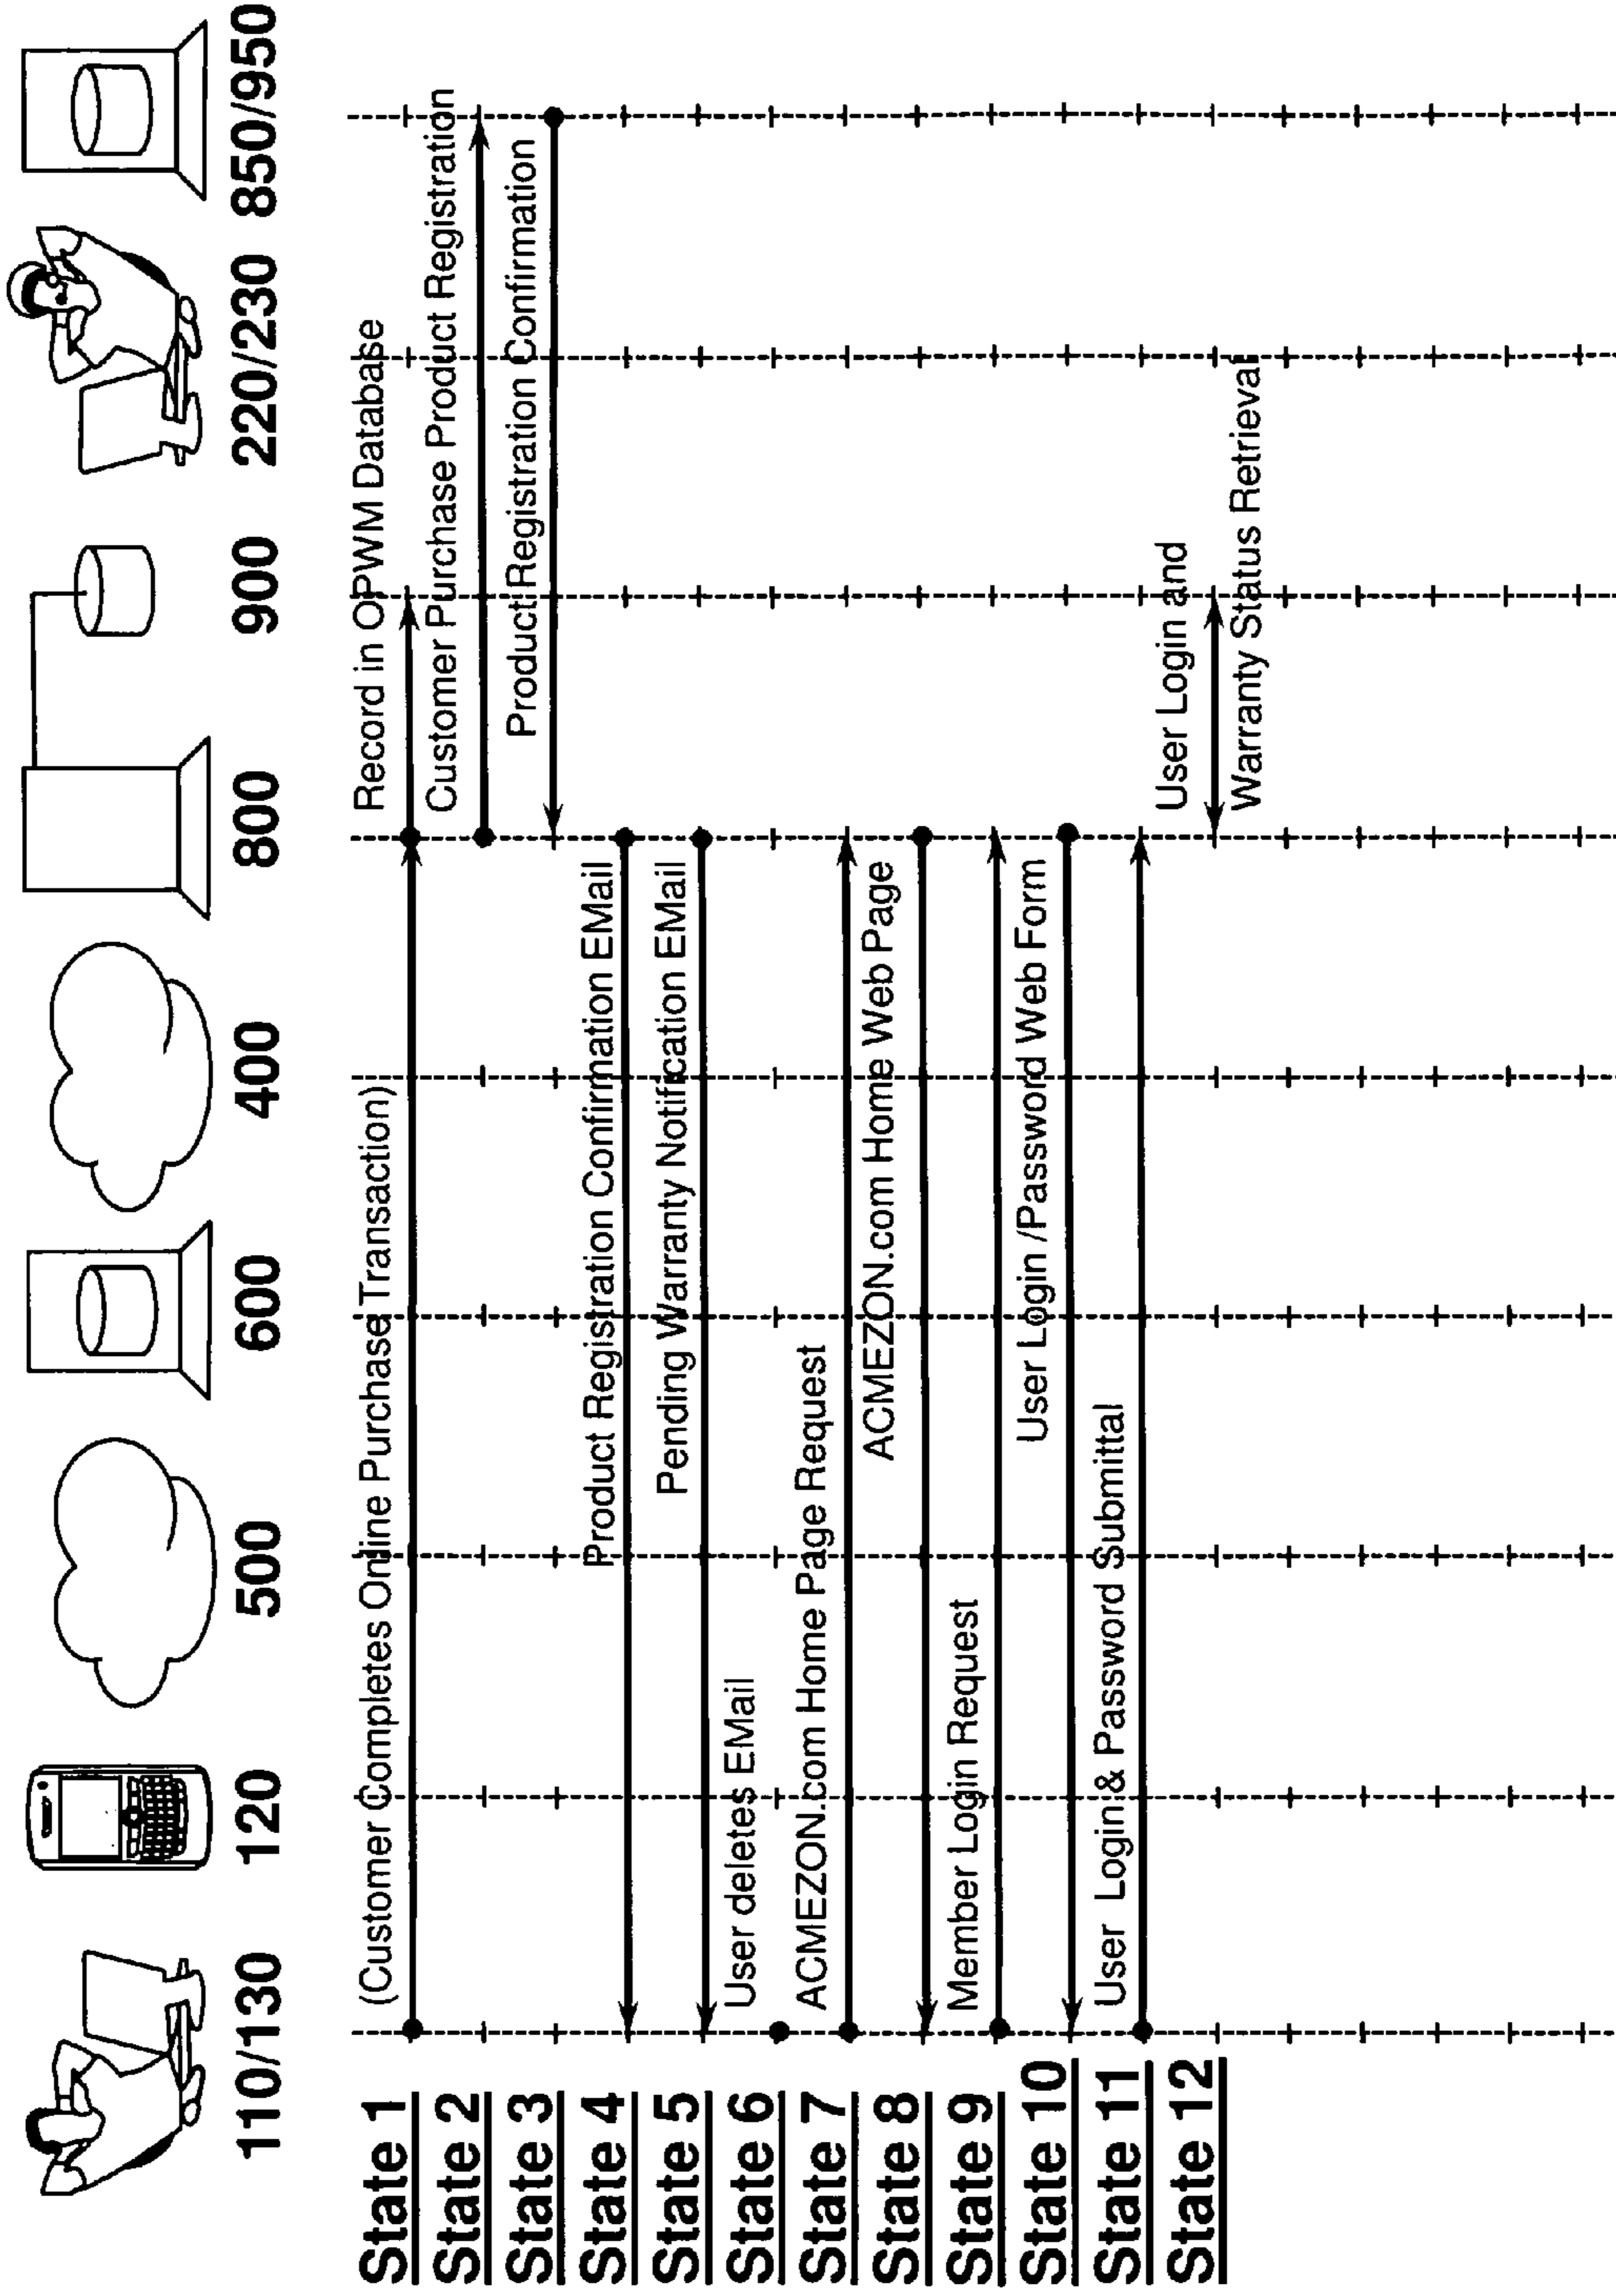 110/130 120 500 600 400 800 900 220/230 850/950
State 1
(Customer Completes Online Purchase Transaction)
Record in OPWM Database
State 2
Customer Purchase Product Registration
State 3
Product Registration Confirmation
State 4
Product Registration Confirmation EMail
State 5
Pending Warranty Notification EMail
State 6
User deletes EMail
State 7
ACMEZON.com Home Page Request
State 8
ACMEZON.com Home Web Page
State 9
Member Login Request
State 10
User Login /Password Web Form
State 11
User Login & Password Submittal
State 12
User Login and
Warranty Status Retrieval